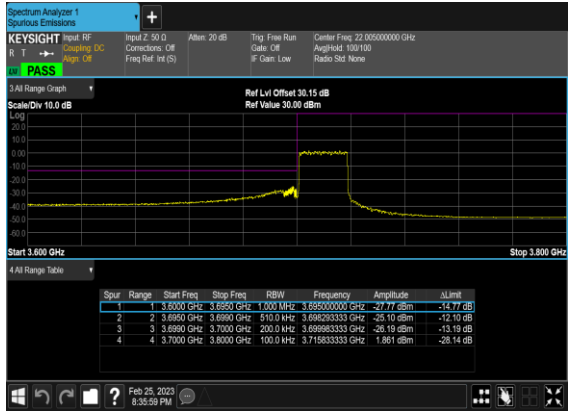 Spectrum Analyzer 1
Spurious Emissions
KEYSIGHT Input: RF Input Z: 50 Ω Atten: 20 dB Trig: Free Run Center Freq: 22.005000000 GHz
R T Coupling: DC Corrections: Off Gate: Off Avg|Hold: 100/100
Align: Off Freq Ref: Int (S) IF Gain: Low Radio Std: None
PASS
3 All Range Graph
Ref Lvl Offset 30.15 dB
Scale/Div 10.0 dB Ref Value 30.00 dBm
Log
20.0
10.0
0.00
-10.0
-20.0
-30.0
-40.0
-50.0
-60.0
Start 3.600 GHz Stop 3.800 GHz
4 All Range Table
Spur Range Start Freq Stop Freq RBW Frequency Amplitude ΔLimit
1 1 3.6000 GHz 3.6950 GHz 1.000 MHz 3.695000000 GHz -27.77 dBm -14.77 dB
2 2 3.6950 GHz 3.6990 GHz 510.0 kHz 3.698293333 GHz -25.10 dBm -12.10 dB
3 3 3.6990 GHz 3.7000 GHz 200.0 kHz 3.699983333 GHz -26.19 dBm -13.19 dB
4 4 3.7000 GHz 3.8000 GHz 100.0 kHz 3.715833333 GHz 1.861 dBm -28.14 dB
? Feb 25, 2023
8:35:59 PM